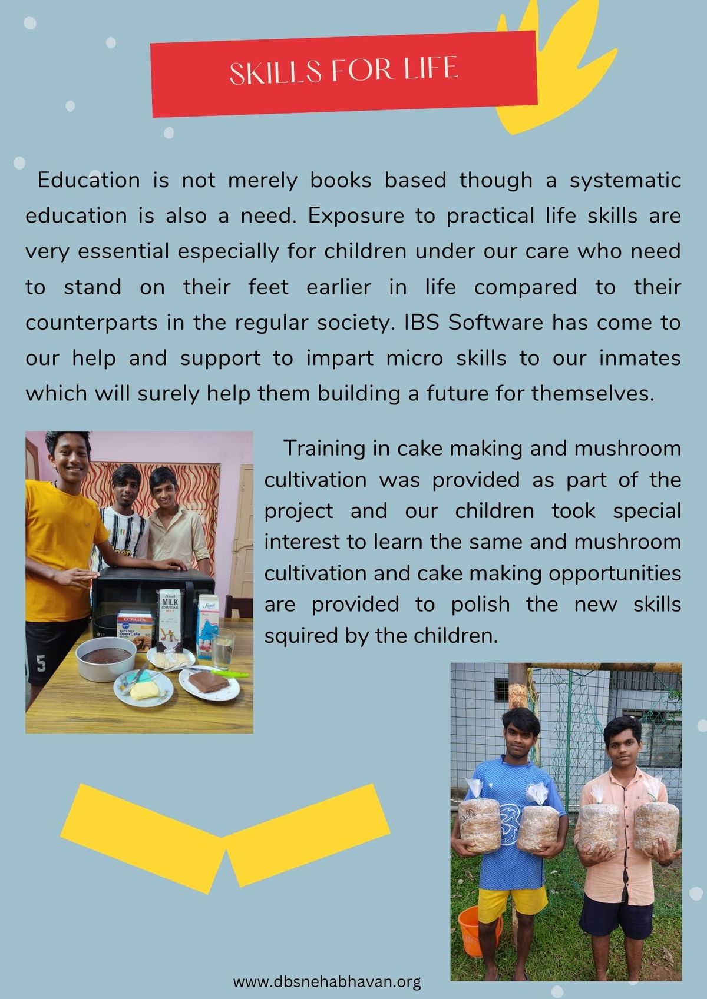 SKILLS FOR LIFE
Education is not merely books based though a systematic
education is also a need. Exposure to practical life skills are
very essential especially for children under our care who need
to stand on their feet earlier in life compared to their
counterparts in the regular society. IBS Software has come to
our help and support to impart micro skills to our inmates
which will surely help them building a future for themselves.
Training in cake making and mushroom
cultivation was provided as part of the
project and our children took special
interest to learn the same and mushroom
cultivation and cake making opportunities
are provided to polish the new skills
squired by the children.
MILK
COMPOUND
EXTRA 15%
Oven Cake
LG
5
3
www.dbsnehabhavan.org